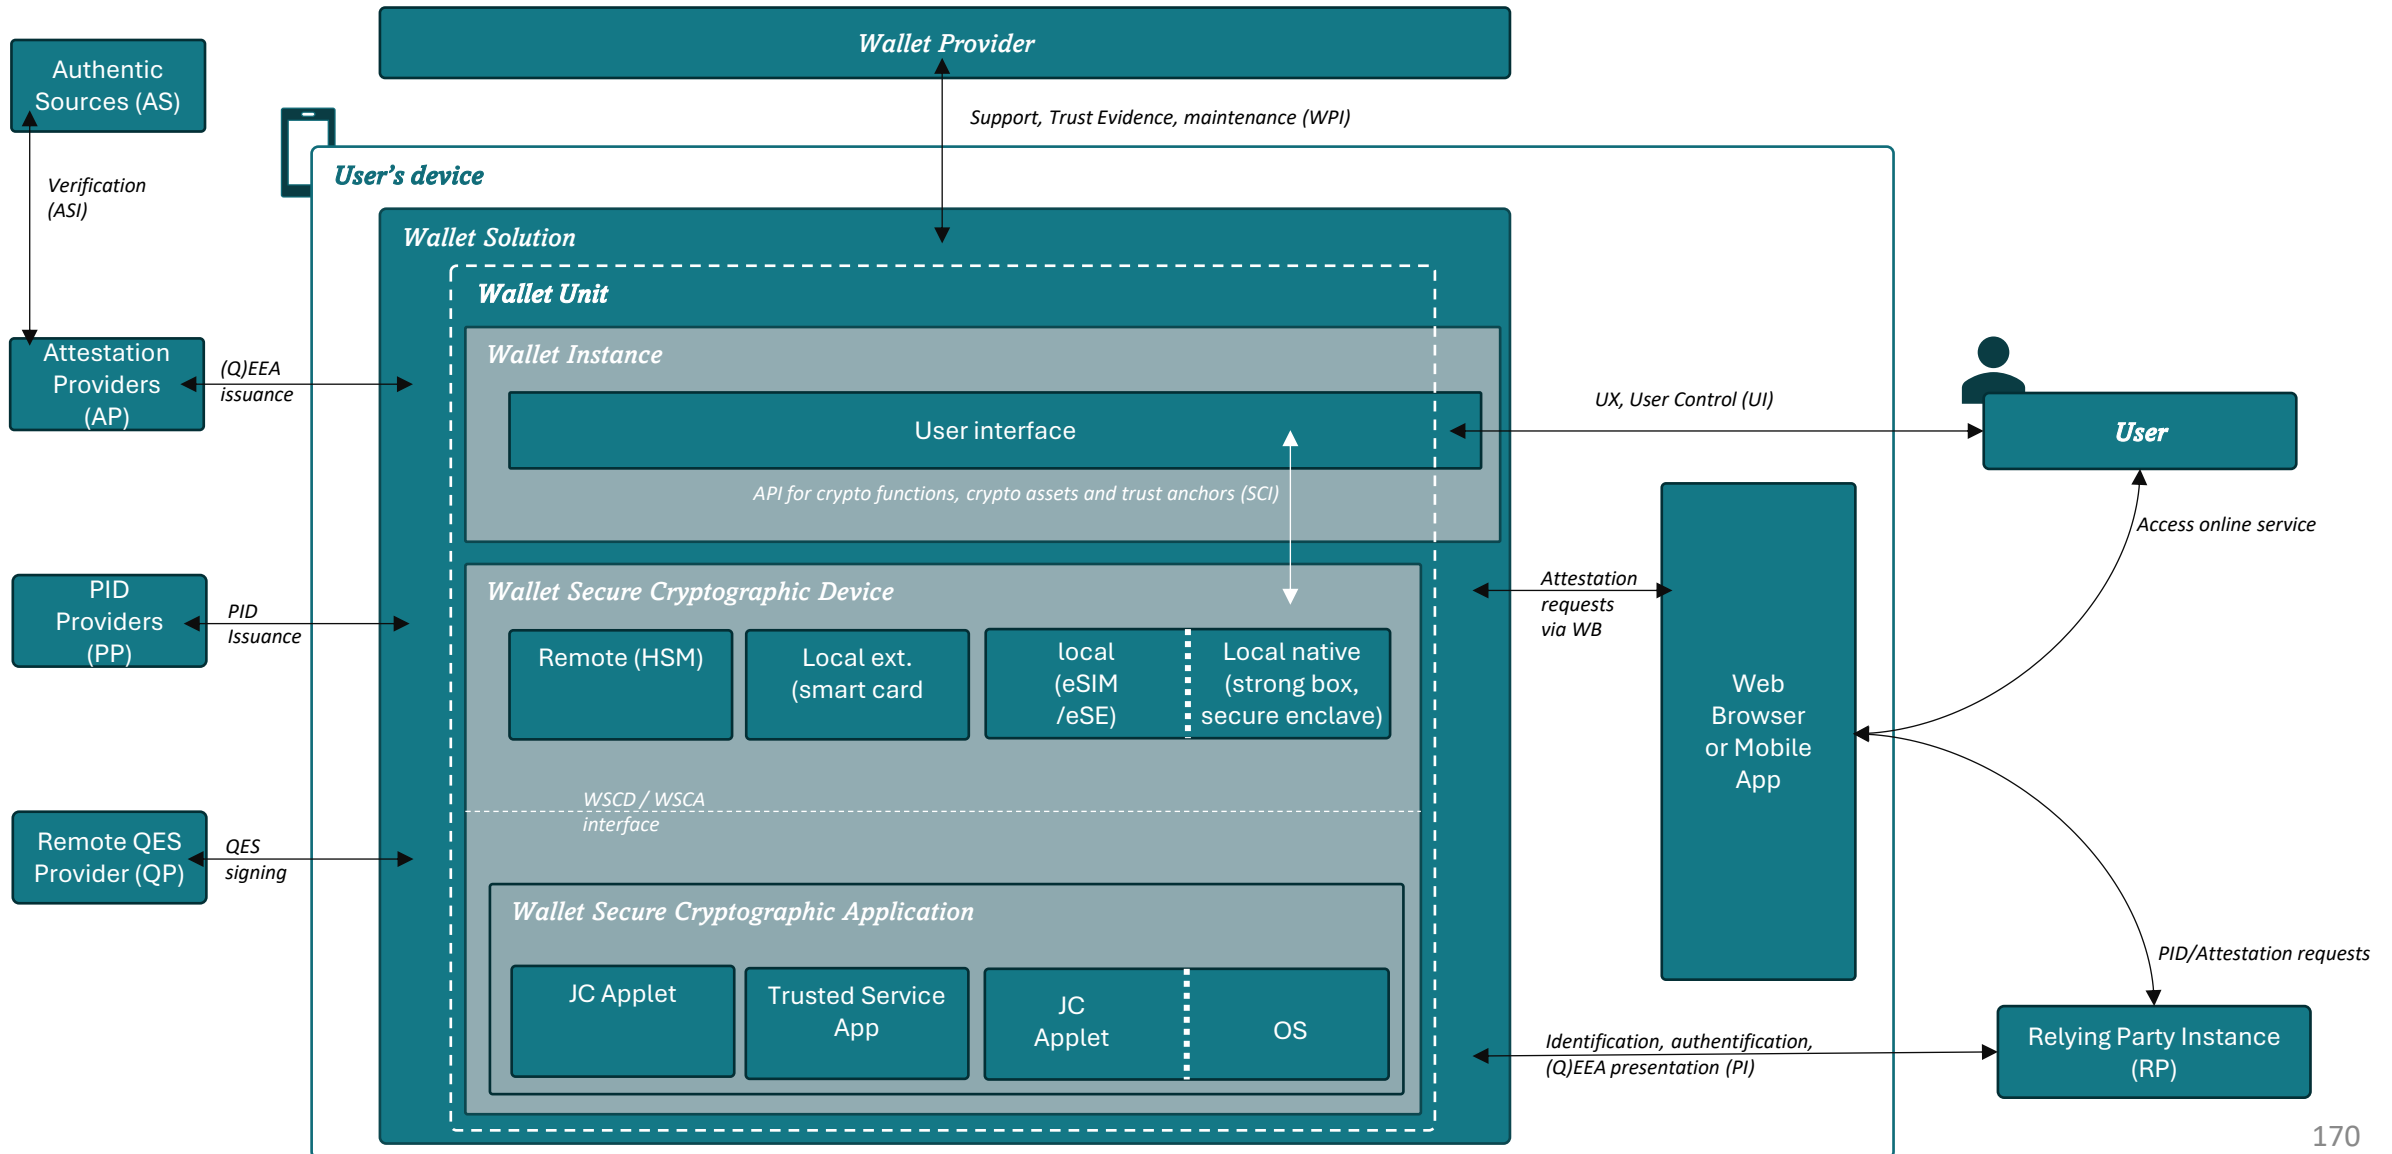 Wallet Provider
Authentic
Sources (AS)
Support, Trust Evidence, maintenance (WPI)
User's device
Verification
(ASI)
Wallet Solution
Wallet Unit
Attestation
Providers
(AP)
(Q)EEA
issuance
Wallet Instance
User interface
API for crypto functions, crypto assets and trust anchors (SCI)
UX, User Control (UI)
User
Access online service
PID
Providers
(PP)
PID
Issuance
Wallet Secure Cryptographic Device
Remote (HSM)
Local ext.
(smart card
local
(eSIM
/eSE)
Local native
(strong box,
secure enclave)
Attestation
requests
via WB
Web
Browser
or Mobile
App
WSCD / WSCA
interface
Remote QES
Provider (QP)
QES
signing
Wallet Secure Cryptographic Application
JC Applet
Trusted Service
App
JC
Applet
OS
PID/Attestation requests
Identification, authentification,
(Q)EEA presentation (PI)
Relying Party Instance
(RP)
170